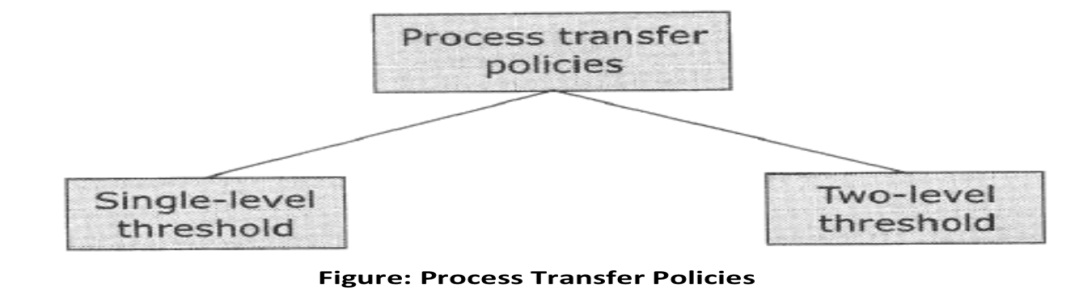 Process transfer
policies
Single-level
threshold
Two-level
threshold
Figure: Process Transfer Policies